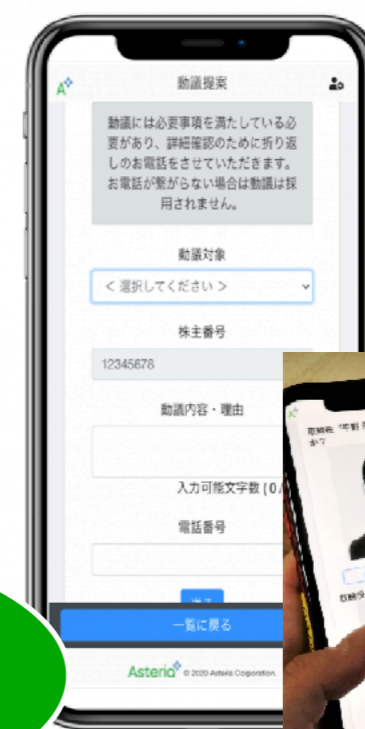 動議提案
動議には必要事項を満たしている必
要があり、詳細確認のために折り返
しのお電話をさせていただきます。
お電話が繋がらない場合は動議は採
用されません。
動議対象
< 選択してください >
株主番号
12345678
動議内容・理由
入力可能文字数 ( 0 /
電話番号
送る
一覧に戻る
Asteria © 2020 Asteria Corporation.
か？